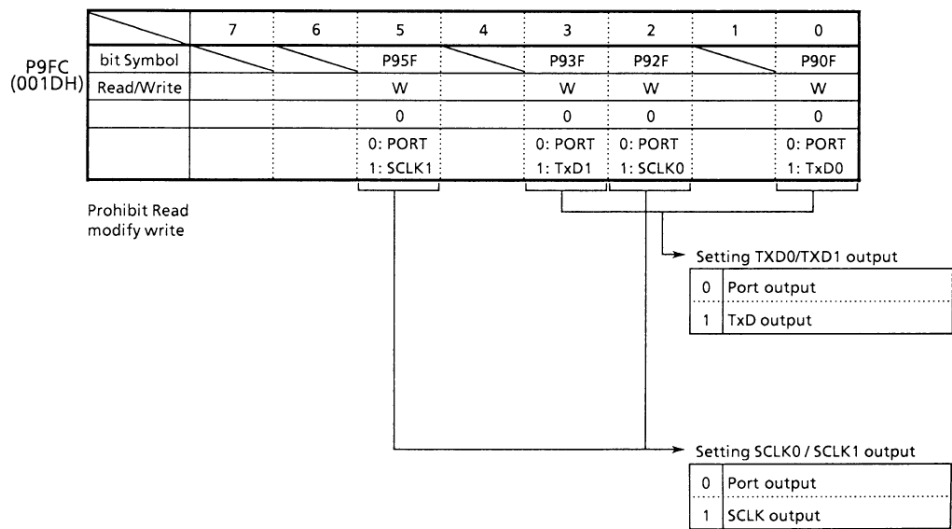 7 6 5 4 3 2 1 0
P9FC
(001DH)
bit Symbol P95F P93F P92F P90F
Read/Write W W W W
0 0 0 0
0: PORT 0: PORT 0: PORT 0: PORT
1: SCLK1 1: TxD1 1: SCLK0 1: TxD0
Prohibit Read
modify write
Setting TXD0/TXD1 output
0 Port output
1 TxD output
Setting SCLK0 / SCLK1 output
0 Port output
1 SCLK output